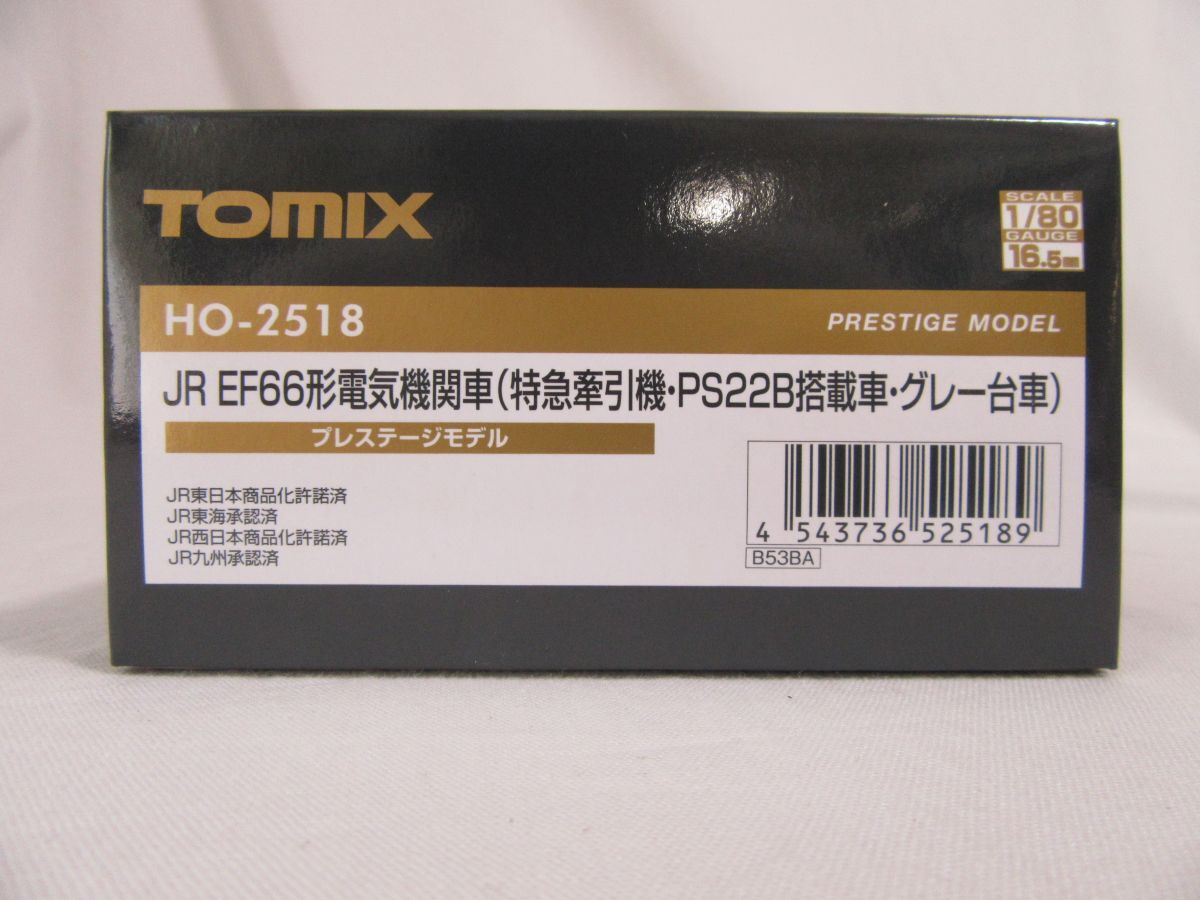 TOMIX
SCALE
1/80
GAUGE
16.5mm
HO-2518
PRESTIGE MODEL
JR EF66形電気機関車(特急牽引機・PS22B搭載車・グレー台車)
プレステージモデル
JR東日本商品化許諾済
JR東海承認済
JR西日本商品化許諾済
JR九州承認済
4 543736 525189
B53BA